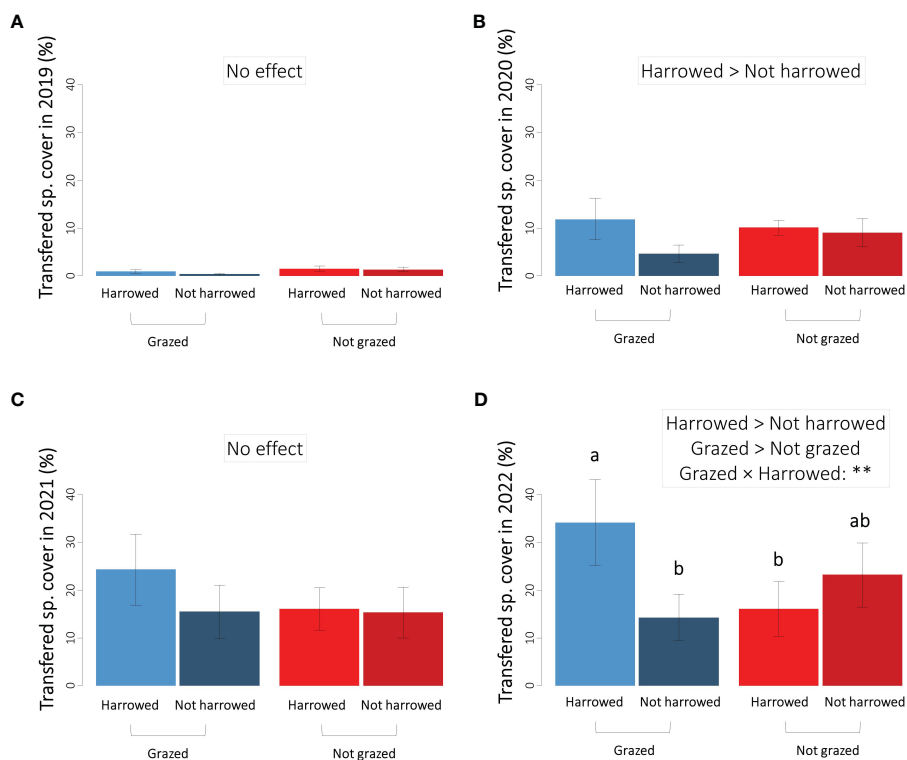 A
Transfered sp. cover in 2019 (%)
No effect
40
30
20
10
0
Harrowed Not harrowed Harrowed Not harrowed
Grazed Not grazed
B
Transfered sp. cover in 2020 (%)
Harrowed > Not harrowed
40
30
20
10
0
Harrowed Not harrowed Harrowed Not harrowed
Grazed Not grazed
C
Transfered sp. cover in 2021 (%)
No effect
40
30
20
10
0
Harrowed Not harrowed Harrowed Not harrowed
Grazed Not grazed
D
Transfered sp. cover in 2022 (%)
Harrowed > Not harrowed
Grazed > Not grazed
Grazed × Harrowed: **
a
b
b
ab
40
30
20
10
0
Harrowed Not harrowed Harrowed Not harrowed
Grazed Not grazed